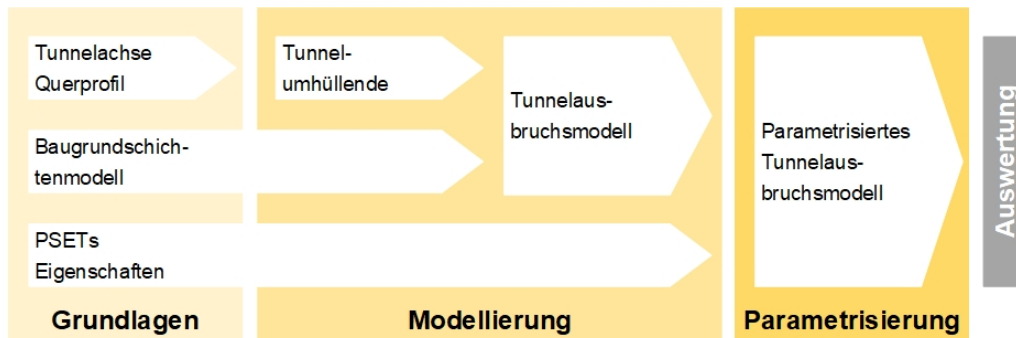 Tunnelachse
Querprofil
Baugrundschich-
tenmodell
PSETs
Eigenschaften
Grundlagen
Tunnel-
umhüllende
Tunnelaus-
bruchsmodell
Modellierung
Parametrisiertes
Tunnelaus-
bruchsmodell
Parametrisierung
Auswertung